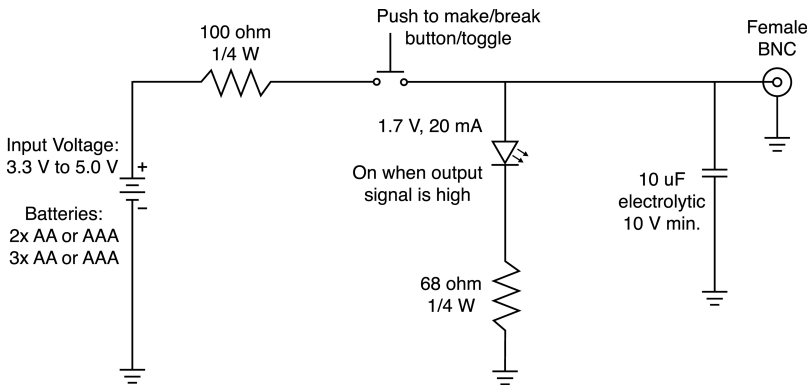 100 ohm
1/4 W
Push to make/break
button/toggle
Female
BNC
Input Voltage:
3.3 V to 5.0 V
+
−
Batteries:
2x AA or AAA
3x AA or AAA
1.7 V, 20 mA
On when output
signal is high
10 uF
electrolytic
10 V min.
68 ohm
1/4 W